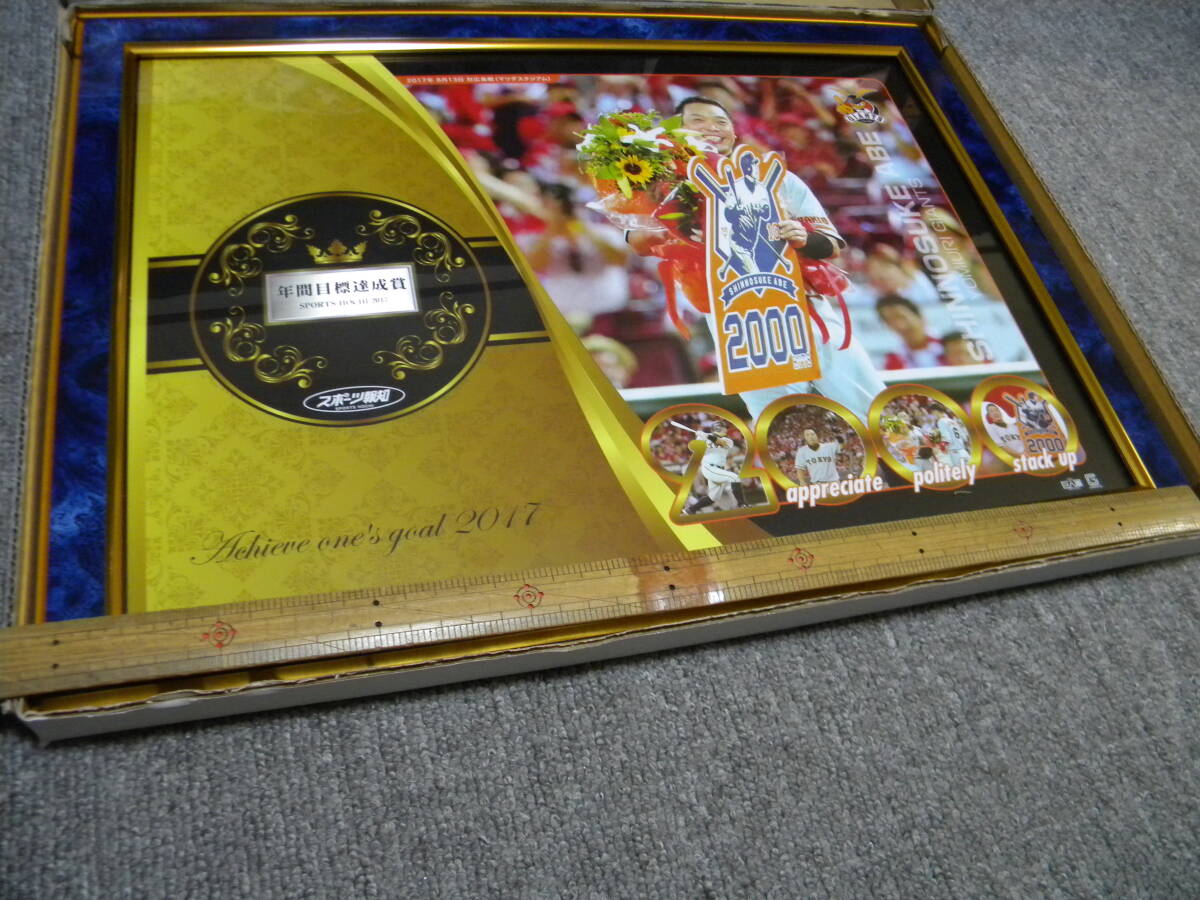 年間目標達成賞
SPORTS HOCHI 2017
スポーツ報知
SPORTS HOCHI
Achieve one's goal 2017
2017年 8月13日 対広島戦(マツダスタジアム)
GIANTS
SHINNOSUKE ABE
YOMIURI GIANTS
SHINNOSUKE ABE
2000
TOKYO
appreciate
politely
stack up
2000